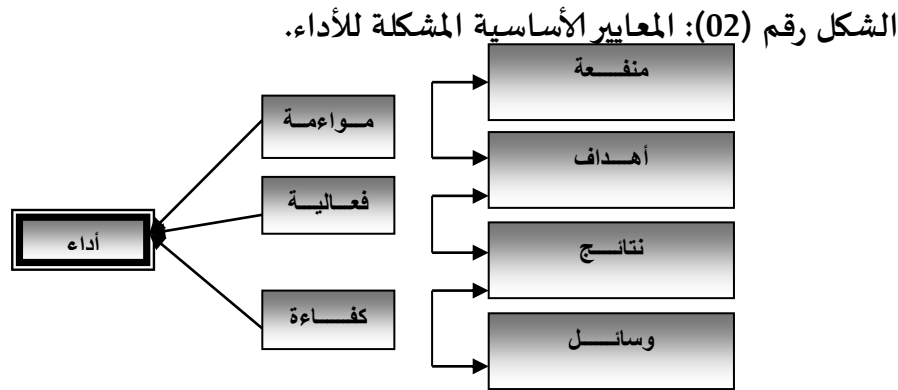 الشكل رقم (02): المعايير الأساسية المشكلة للأداء.
منفعة
مواءمة
أهداف
فعالية
أداء
نتائج
كفاءة
وسائل